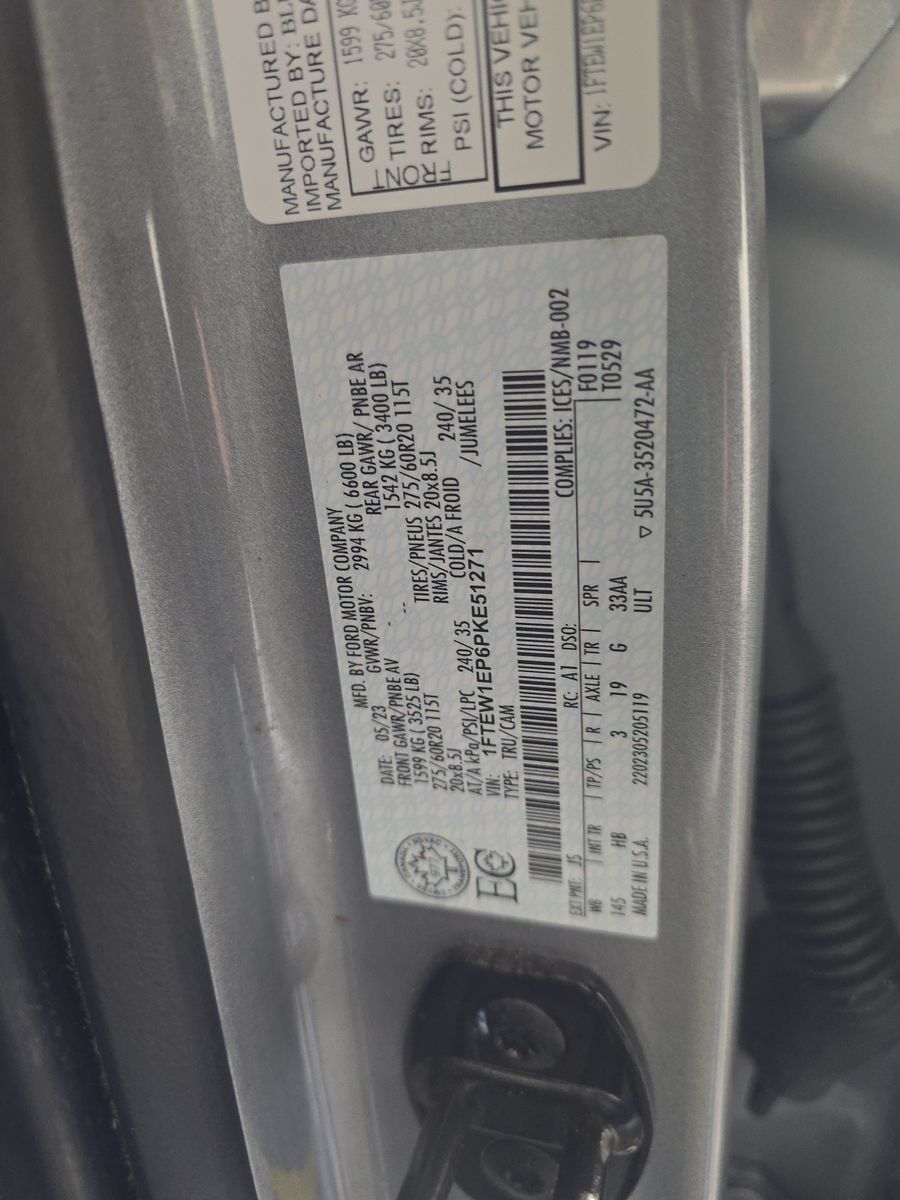 MANUFACTURED B
IMPORTED BY: BL
MANUFACTURE DA
FRONT
GAWR: 1599 KG
TIRES: 275/60
RIMS: 20X8.5J
PSI (COLD):
THIS VEHI
MOTOR VEH
VIN: 1FTEW1EP6
MFD. BY FORD MOTOR COMPANY
DATE: 05/23 GVWR/PNBV: 2994 KG ( 6600 LB)
FRONT GAWR/PNBE AV REAR GAWR/ PNBE AR
1599 KG ( 3525 LB) 1542 KG ( 3400 LB)
275/60R20 115T TIRES/PNEUS 275/60R20 115T
20x8.5J RIMS/JANTES 20x8.5J
AT/A kPa/PSI/LPC 240/ 35 COLD/A FROID 240/ 35
VIN: 1FTEW1EP6PKE51271 /JUMELEES
TYPE: TRU/CAM
EC
COMPLIES: ICES/NMB-002
EXT PNT: JS RC: A1 DSO: F0119
WB INT TR TP/PS R AXLE TR SPR T0529
145 HB 3 19 G 33AA
MADE IN U.S.A. 2202305205119 ULT ▽ 5U5A-3520472-AA